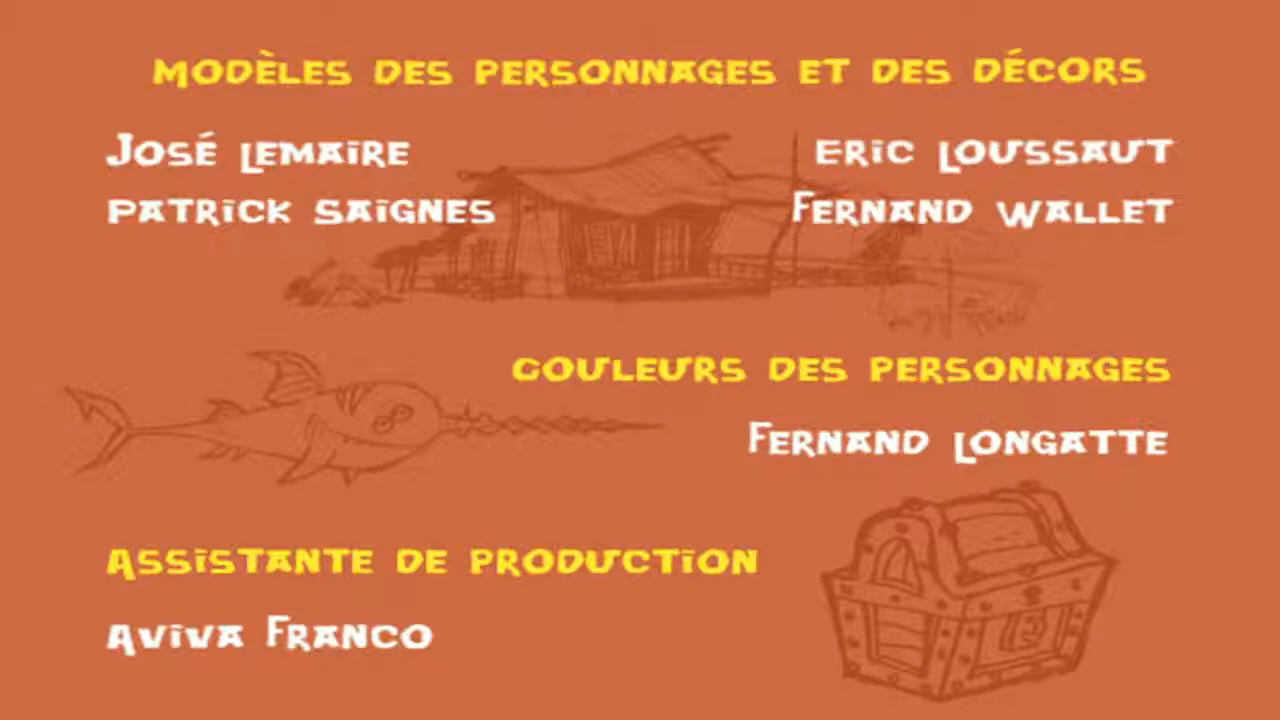 MODÈLES DES PERSONNAGES ET DES DÉCORS
JOSÉ LEMAIRE
ERIC LOUSSAUT
PATRICK SAIGNES
FERNAND WALLET
COULEURS DES PERSONNAGES
FERNAND LONGATTE
ASSISTANTE DE PRODUCTION
AVIVA FRANCO